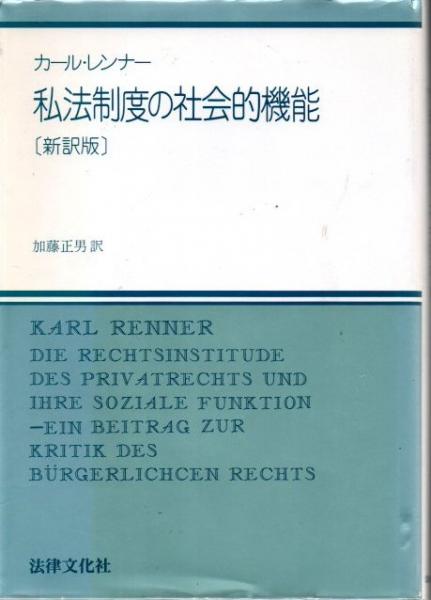 カール・レンナー
私法制度の社会的機能
〔新訳版〕
加藤正男訳
KARL RENNER
DIE RECHTSINSTITUDE
DES PRIVATRECHTS UND
IHRE SOZIALE FUNKTION
—EIN BEITRAG ZUR
KRITIK DES
BÜRGERLICHCEN RECHTS
法律文化社